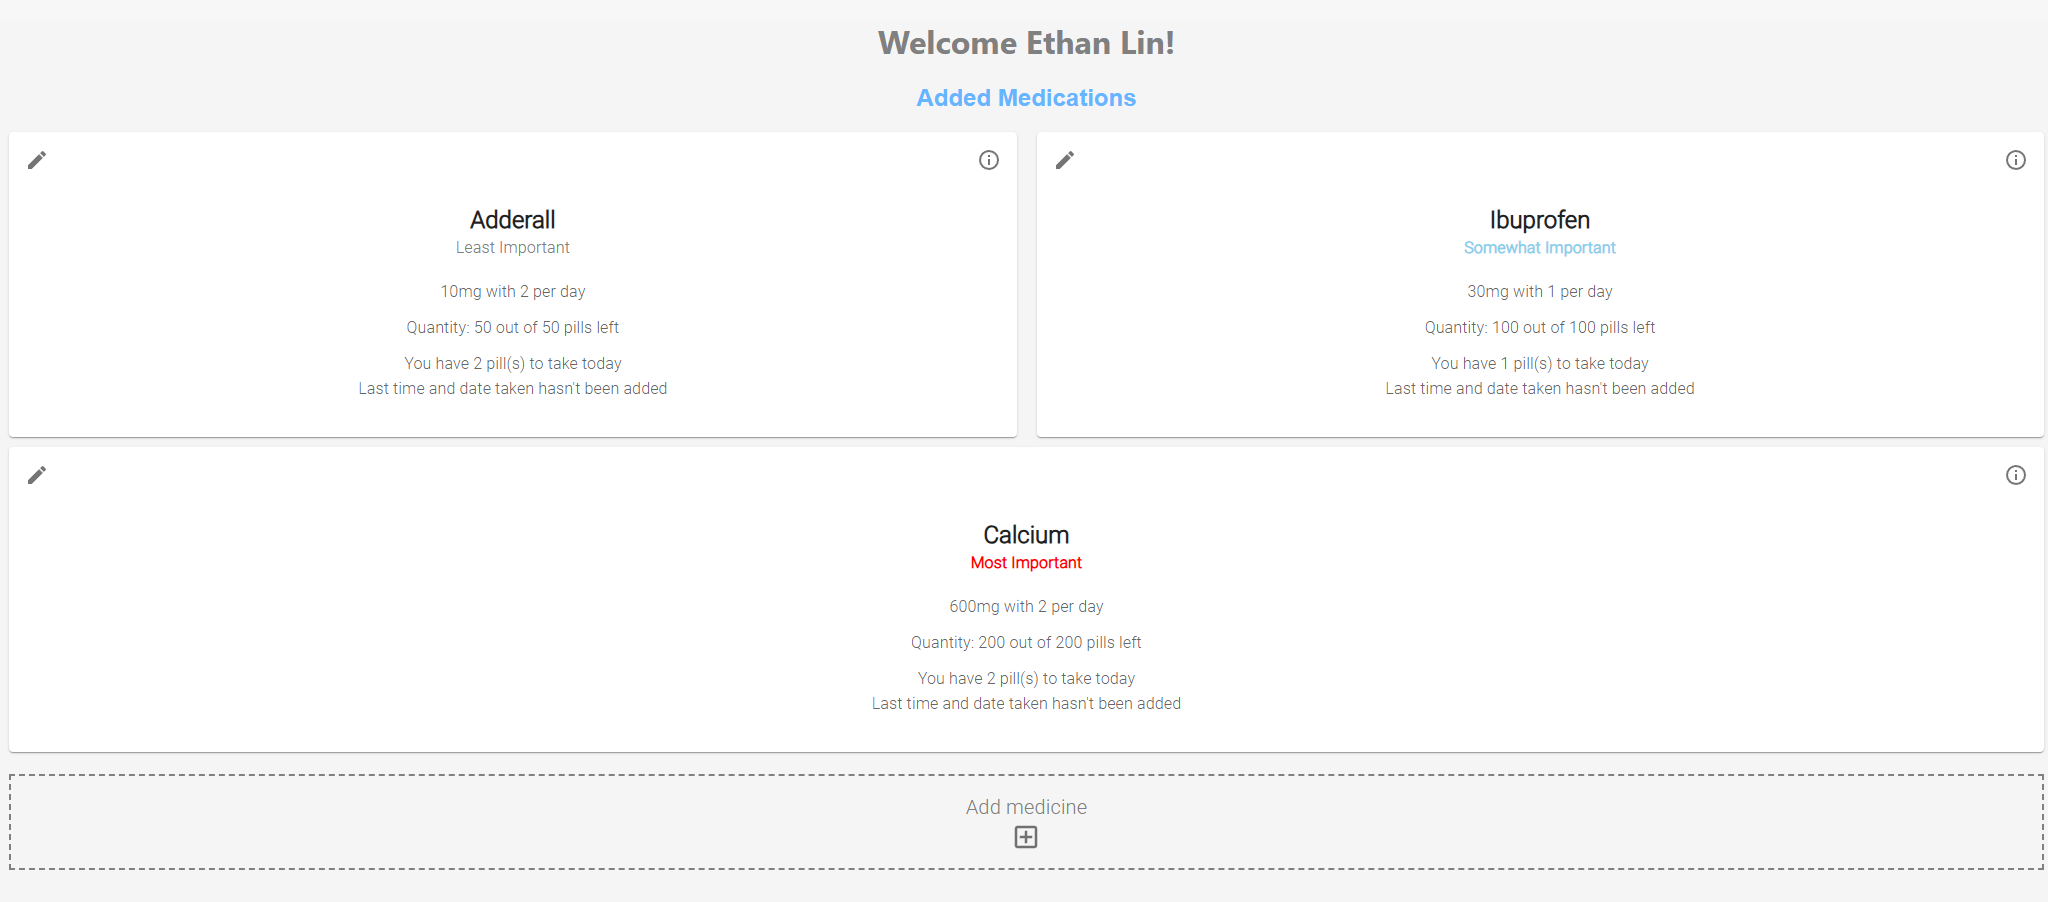 Welcome Ethan Lin!
Added Medications
Adderall
Least Important
10mg with 2 per day
Quantity: 50 out of 50 pills left
You have 2 pill(s) to take today
Last time and date taken hasn't been added
Ibuprofen
Somewhat Important
30mg with 1 per day
Quantity: 100 out of 100 pills left
You have 1 pill(s) to take today
Last time and date taken hasn't been added
Calcium
Most Important
600mg with 2 per day
Quantity: 200 out of 200 pills left
You have 2 pill(s) to take today
Last time and date taken hasn't been added
Add medicine